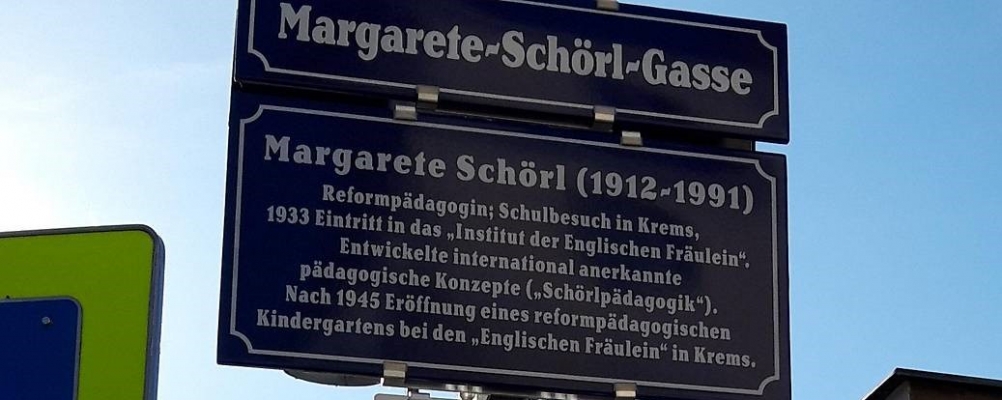 Margarete-Schörl-Gasse
Margarete Schörl (1912-1991)
Reformpädagogin; Schulbesuch in Krems,
1933 Eintritt in das „Institut der Englischen Fräulein“.
Entwickelte international anerkannte
pädagogische Konzepte („Schörlpädagogik“).
Nach 1945 Eröffnung eines reformpädagogischen
Kindergartens bei den „Englischen Fräulein“ in Krems.